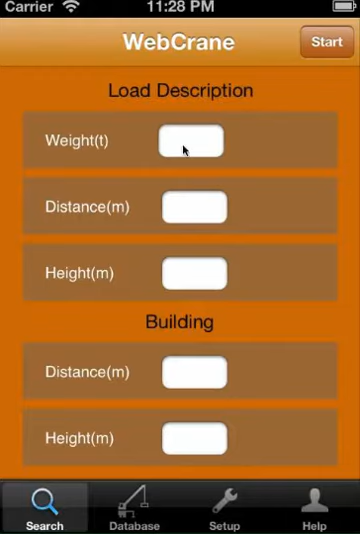 Carrier 11:28 PM
WebCrane Start
Load Description
Weight(t)
Distance(m)
Height(m)
Building
Distance(m)
Height(m)
Search Database Setup Help